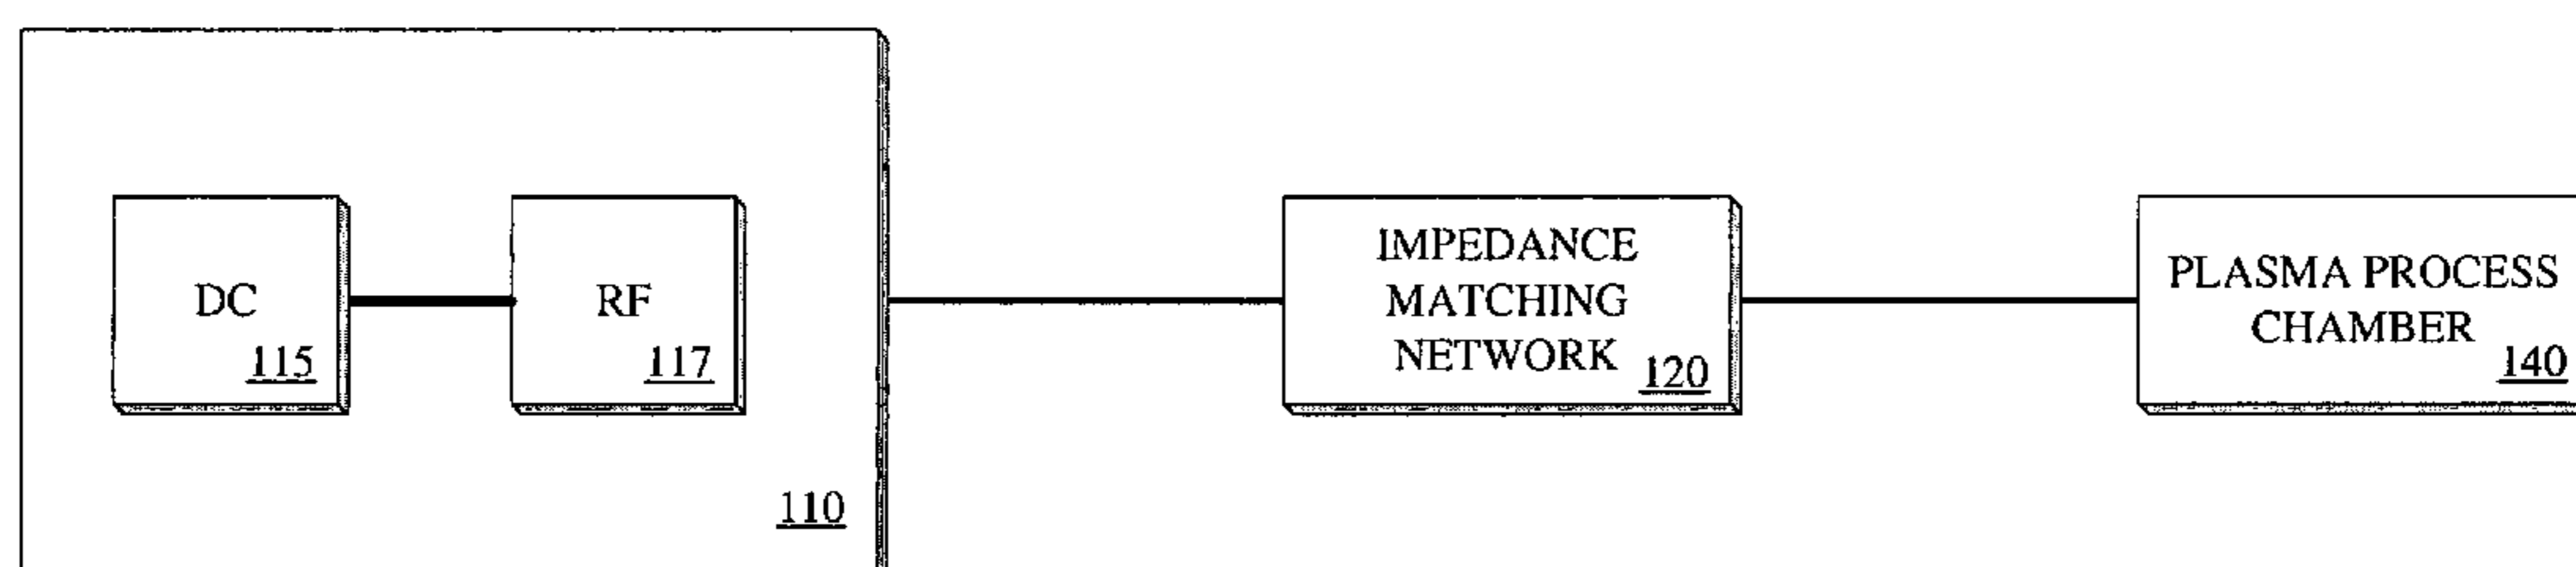 DC
115
RF
117
110
IMPEDANCE
MATCHING
NETWORK
120
PLASMA PROCESS
CHAMBER
140